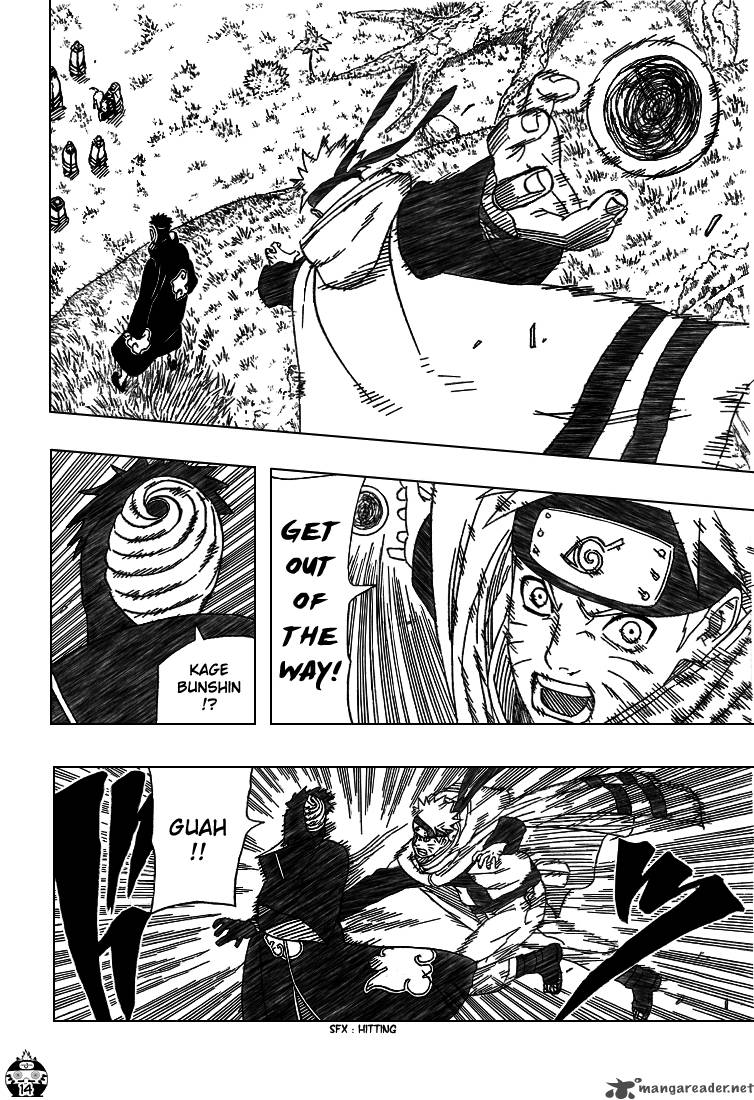 GET
OUT
OF
THE
WAY!
KAGE
BUNSHIN
!?
GUAH
!!
SFX : HITTING
14
mangareader.net